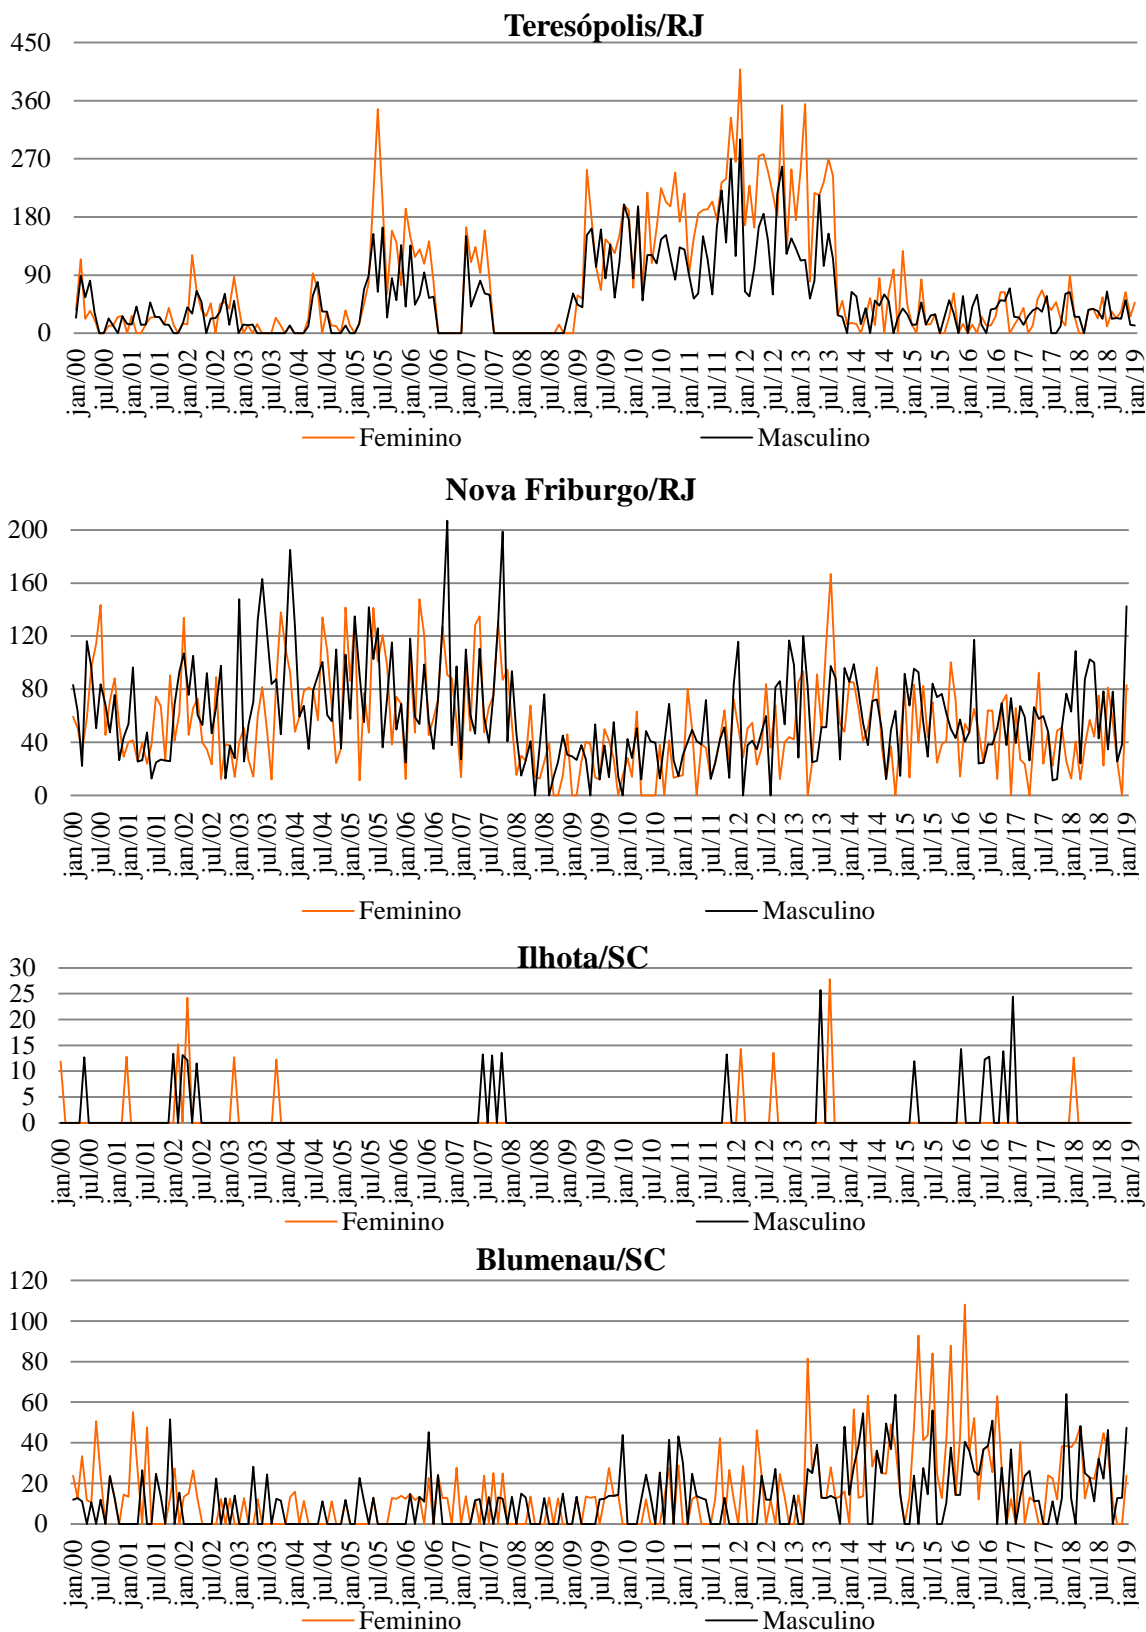 Teresópolis/RJ
450
360
270
180
90
0
jan/00
jul/00
jan/01
jul/01
jan/02
jul/02
jan/03
jul/03
jan/04
jul/04
jan/05
jul/05
jan/06
jul/06
jan/07
jul/07
jan/08
jul/08
jan/09
jul/09
jan/10
jul/10
jan/11
jul/11
jan/12
jul/12
jan/13
jul/13
jan/14
jul/14
jan/15
jul/15
jan/16
jul/16
jan/17
jul/17
jan/18
jul/18
jan/19
Feminino Masculino
Nova Friburgo/RJ
200
160
120
80
40
0
jan/00
jul/00
jan/01
jul/01
jan/02
jul/02
jan/03
jul/03
jan/04
jul/04
jan/05
jul/05
jan/06
jul/06
jan/07
jul/07
jan/08
jul/08
jan/09
jul/09
jan/10
jul/10
jan/11
jul/11
jan/12
jul/12
jan/13
jul/13
jan/14
jul/14
jan/15
jul/15
jan/16
jul/16
jan/17
jul/17
jan/18
jul/18
jan/19
Feminino Masculino
Ilhota/SC
30
25
20
15
10
5
0
jan/00
jul/00
jan/01
jul/01
jan/02
jul/02
jan/03
jul/03
jan/04
jul/04
jan/05
jul/05
jan/06
jul/06
jan/07
jul/07
jan/08
jul/08
jan/09
jul/09
jan/10
jul/10
jan/11
jul/11
jan/12
jul/12
jan/13
jul/13
jan/14
jul/14
jan/15
jul/15
jan/16
jul/16
jan/17
jul/17
jan/18
jul/18
jan/19
Feminino Masculino
Blumenau/SC
120
100
80
60
40
20
0
jan/00
jul/00
jan/01
jul/01
jan/02
jul/02
jan/03
jul/03
jan/04
jul/04
jan/05
jul/05
jan/06
jul/06
jan/07
jul/07
jan/08
jul/08
jan/09
jul/09
jan/10
jul/10
jan/11
jul/11
jan/12
jul/12
jan/13
jul/13
jan/14
jul/14
jan/15
jul/15
jan/16
jul/16
jan/17
jul/17
jan/18
jul/18
jan/19
Feminino Masculino